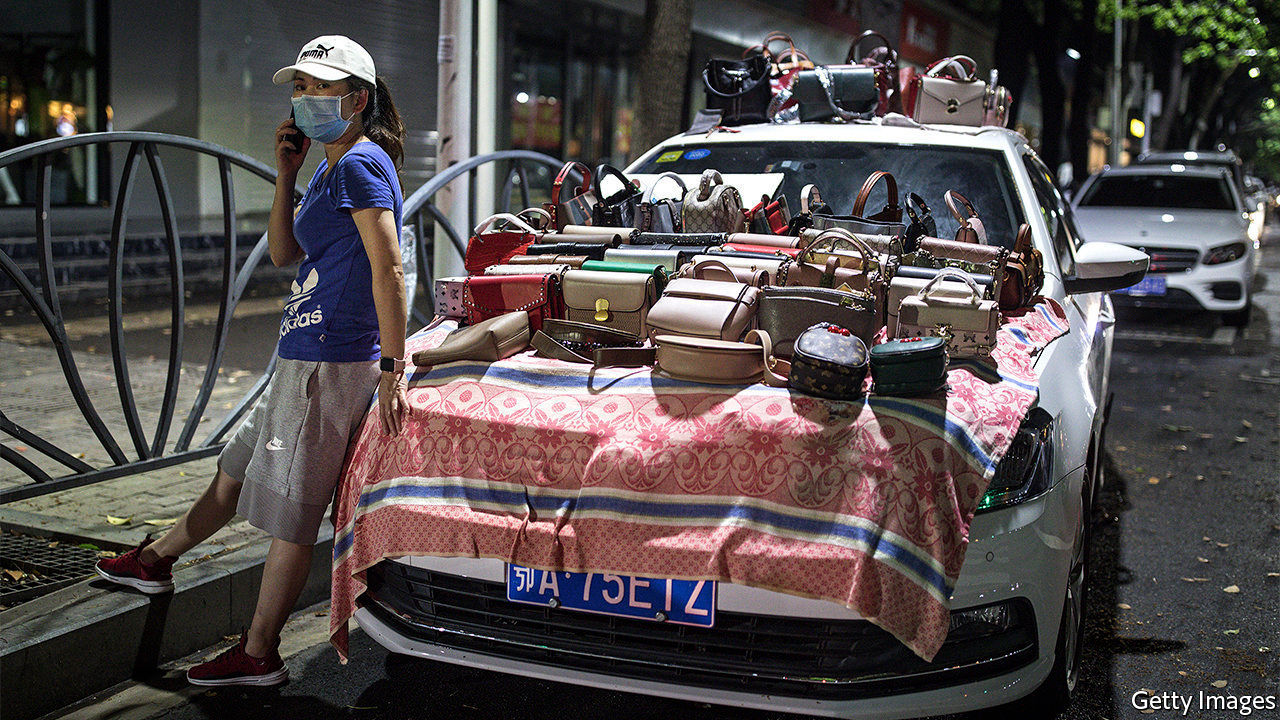 PUMA
adidas
鄂A·75E1Z
Getty Images